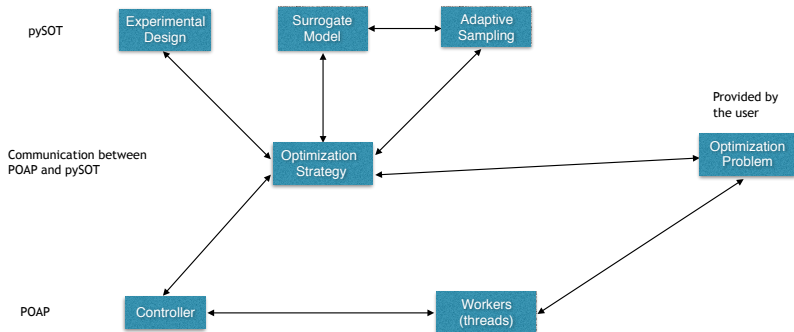 pySOT
Experimental
Design
Surrogate
Model
Adaptive
Sampling
Provided by
the user
Communication between
POAP and pySOT
Optimization
Strategy
Optimization
Problem
POAP
Controller
Workers
(threads)